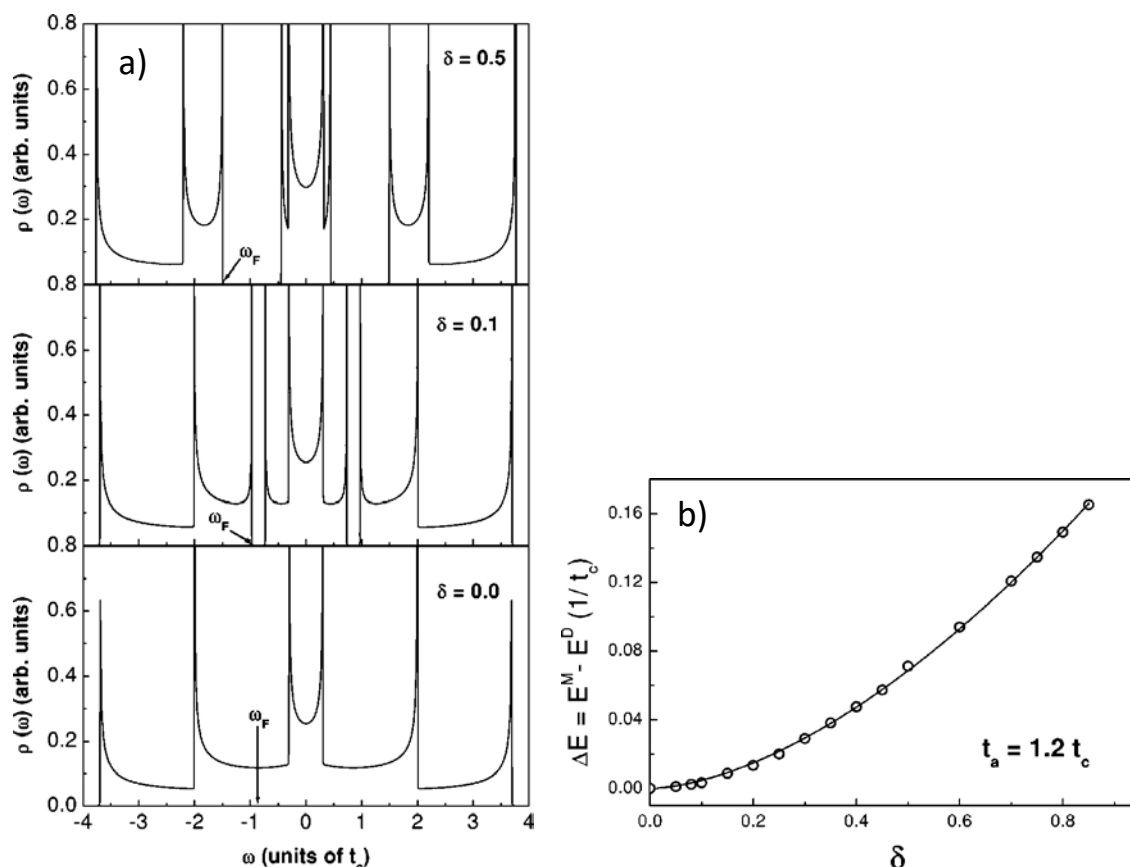 a)
δ = 0.5
ρ (ω) (arb. units)
0.8
0.6
0.4
0.2
ω_F
δ = 0.1
ρ (ω) (arb. units)
0.8
0.6
0.4
0.2
ω_F
δ = 0.0
ρ (ω) (arb. units)
0.8
0.6
0.4
0.2
0.0
ω_F
-4 -3 -2 -1 0 1 2 3 4
ω (units of t_c)
b)
ΔE = E^M - E^D (1/ t_c)
0.16
0.12
0.08
0.04
0.00
t_a = 1.2 t_c
0.0 0.2 0.4 0.6 0.8
δ